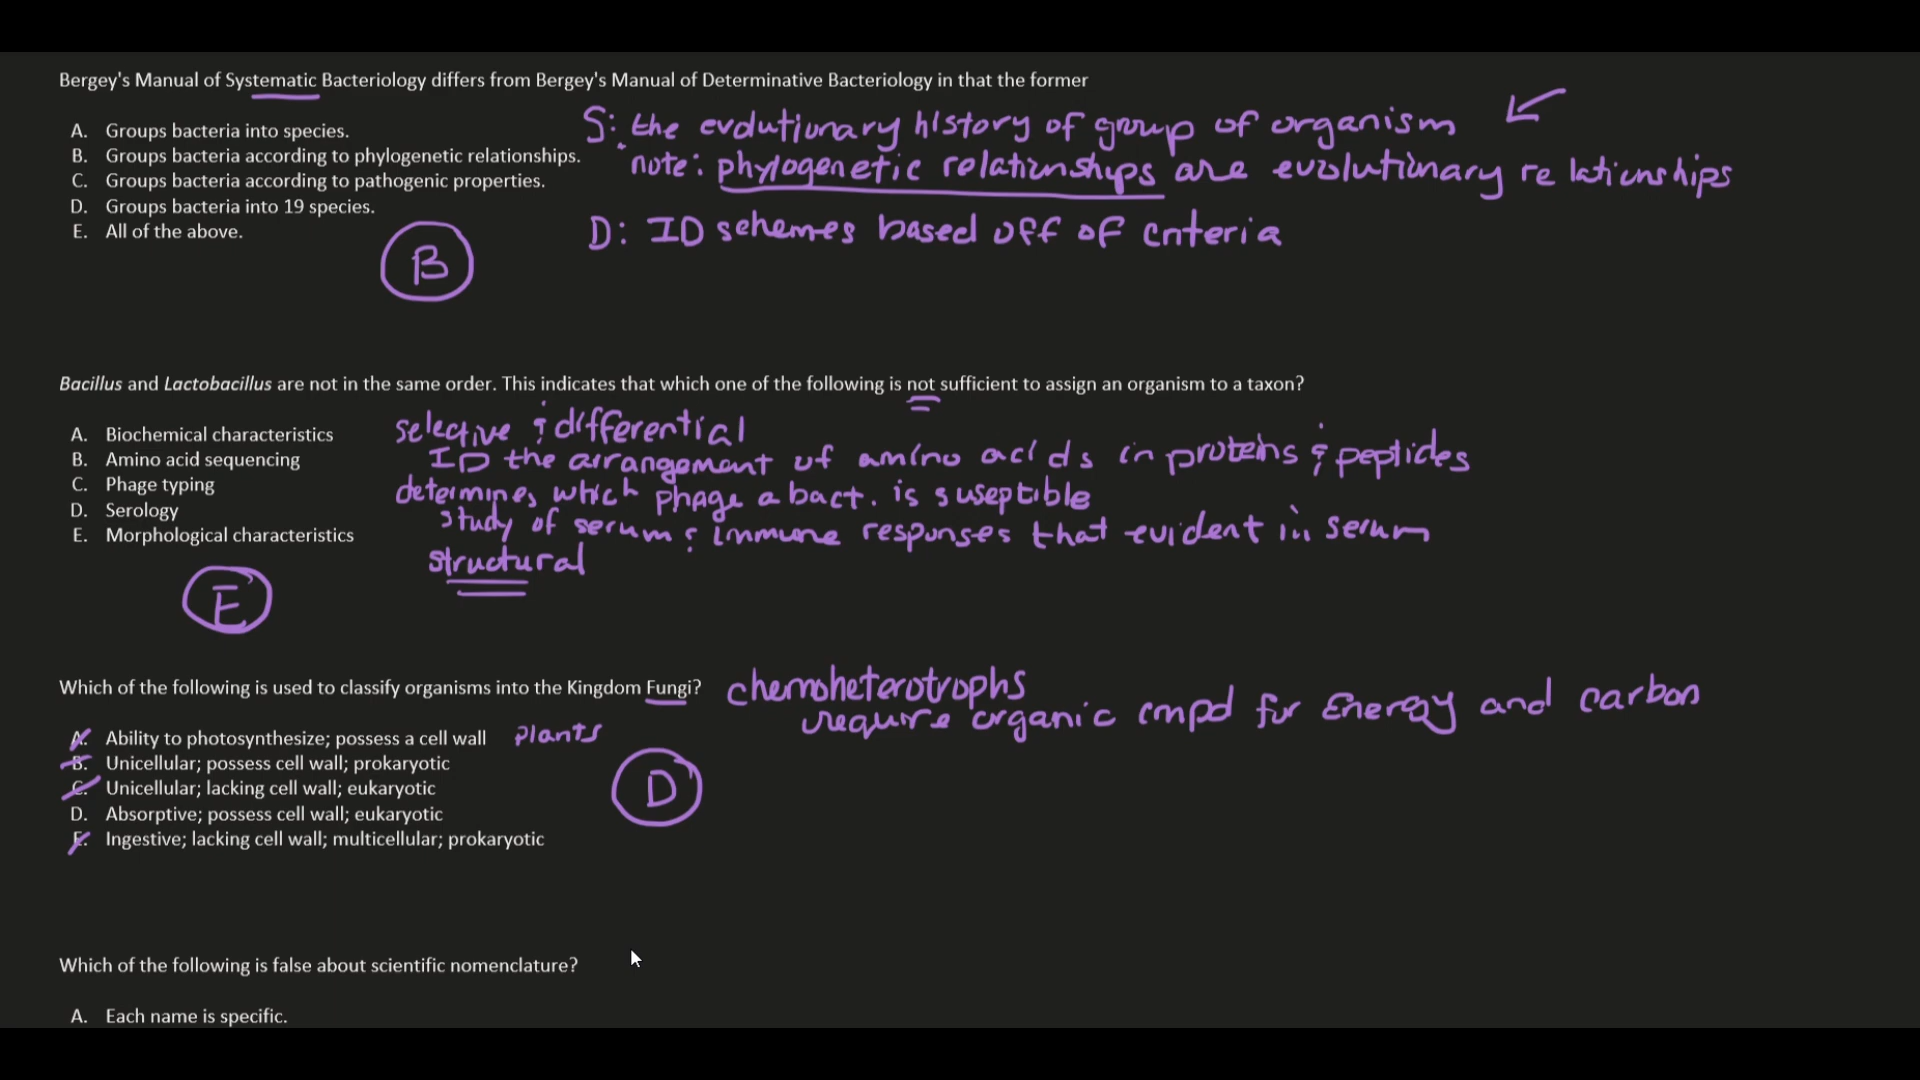 Bergey's Manual of Systematic Bacteriology differs from Bergey's Manual of Determinative Bacteriology in that the former
A. Groups bacteria into species.
B. Groups bacteria according to phylogenetic relationships.
C. Groups bacteria according to pathogenic properties.
D. Groups bacteria into 19 species.
E. All of the above.
S: the evolutionary history of group of organism
note: phylogenetic relationships are evolutionary relationships
D: ID schemes based off of criteria
B
Bacillus and Lactobacillus are not in the same order. This indicates that which one of the following is not sufficient to assign an organism to a taxon?
A. Biochemical characteristics selective & differential
B. Amino acid sequencing ID the arrangement of amino acids in proteins & peptides
C. Phage typing determines which phage a bact. is suseptible
D. Serology study of serum & immune responses that evident in serum
E. Morphological characteristics structural
E
Which of the following is used to classify organisms into the Kingdom Fungi? chemoheterotrophs
require organic cmpd for Energy and carbon
A. Ability to photosynthesize; possess a cell wall plants
B. Unicellular; possess cell wall; prokaryotic
C. Unicellular; lacking cell wall; eukaryotic
D. Absorptive; possess cell wall; eukaryotic
E. Ingestive; lacking cell wall; multicellular; prokaryotic
D
Which of the following is false about scientific nomenclature?
A. Each name is specific.